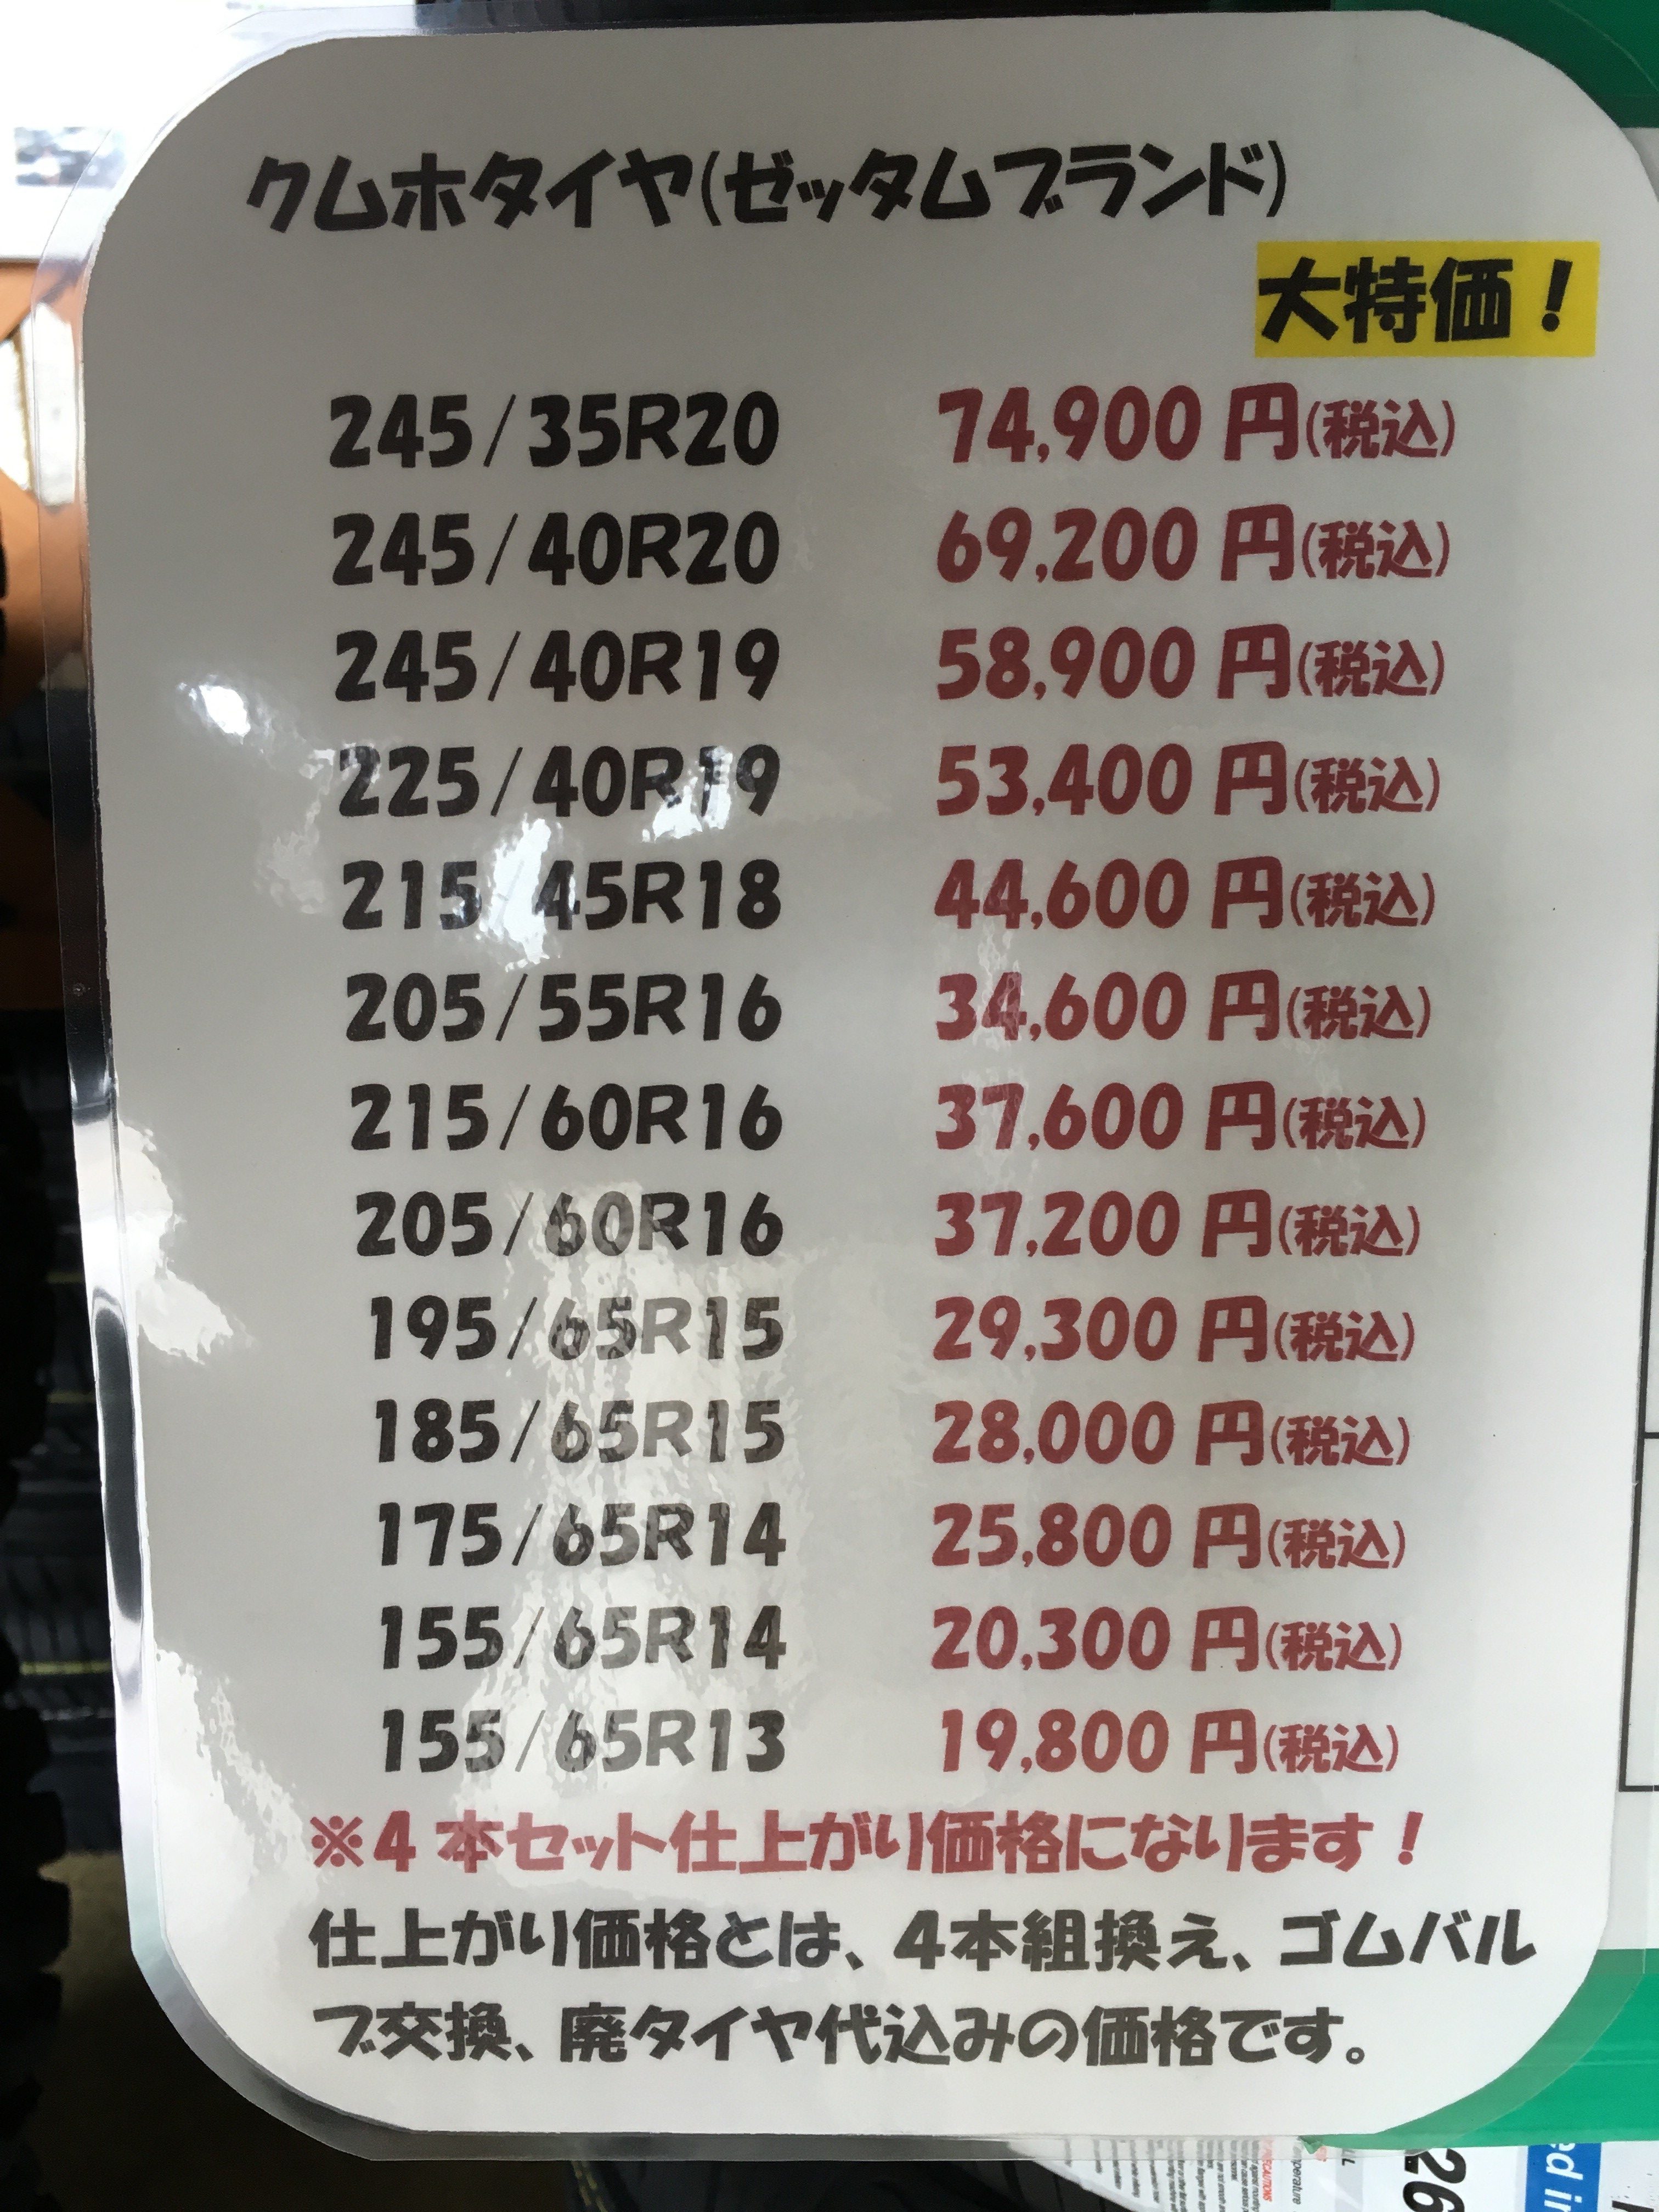 クムホタイヤ(ゼッタムブランド)
大特価！
245/35R20 74,900円(税込)
245/40R20 69,200円(税込)
245/40R19 58,900円(税込)
225/40R19 53,400円(税込)
215/45R18 44,600円(税込)
205/55R16 34,600円(税込)
215/60R16 37,600円(税込)
205/60R16 37,200円(税込)
195/65R15 29,300円(税込)
185/65R15 28,000円(税込)
175/65R14 25,800円(税込)
155/65R14 20,300円(税込)
155/65R13 19,800円(税込)
※4本セット仕上がり価格になります！
仕上がり価格とは、4本組換え、ゴムバル
ブ交換、廃タイヤ代込みの価格です。
26